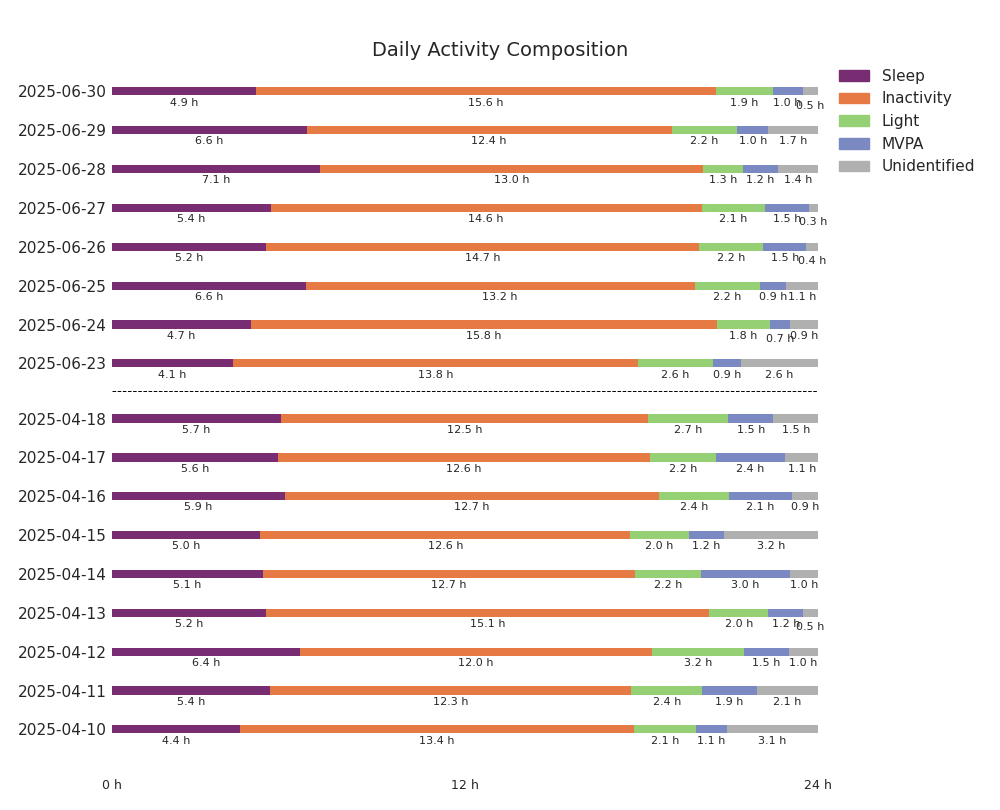 Daily Activity Composition
Sleep
Inactivity
Light
MVPA
Unidentified
2025-06-30
4.9 h 15.6 h 1.9 h 1.0 h 0.5 h
2025-06-29
6.6 h 12.4 h 2.2 h 1.0 h 1.7 h
2025-06-28
7.1 h 13.0 h 1.3 h 1.2 h 1.4 h
2025-06-27
5.4 h 14.6 h 2.1 h 1.5 h 0.3 h
2025-06-26
5.2 h 14.7 h 2.2 h 1.5 h 0.4 h
2025-06-25
6.6 h 13.2 h 2.2 h 0.9 h 1.1 h
2025-06-24
4.7 h 15.8 h 1.8 h 0.7 h 0.9 h
2025-06-23
4.1 h 13.8 h 2.6 h 0.9 h 2.6 h
2025-04-18
5.7 h 12.5 h 2.7 h 1.5 h 1.5 h
2025-04-17
5.6 h 12.6 h 2.2 h 2.4 h 1.1 h
2025-04-16
5.9 h 12.7 h 2.4 h 2.1 h 0.9 h
2025-04-15
5.0 h 12.6 h 2.0 h 1.2 h 3.2 h
2025-04-14
5.1 h 12.7 h 2.2 h 3.0 h 1.0 h
2025-04-13
5.2 h 15.1 h 2.0 h 1.2 h 0.5 h
2025-04-12
6.4 h 12.0 h 3.2 h 1.5 h 1.0 h
2025-04-11
5.4 h 12.3 h 2.4 h 1.9 h 2.1 h
2025-04-10
4.4 h 13.4 h 2.1 h 1.1 h 3.1 h
0 h 12 h 24 h